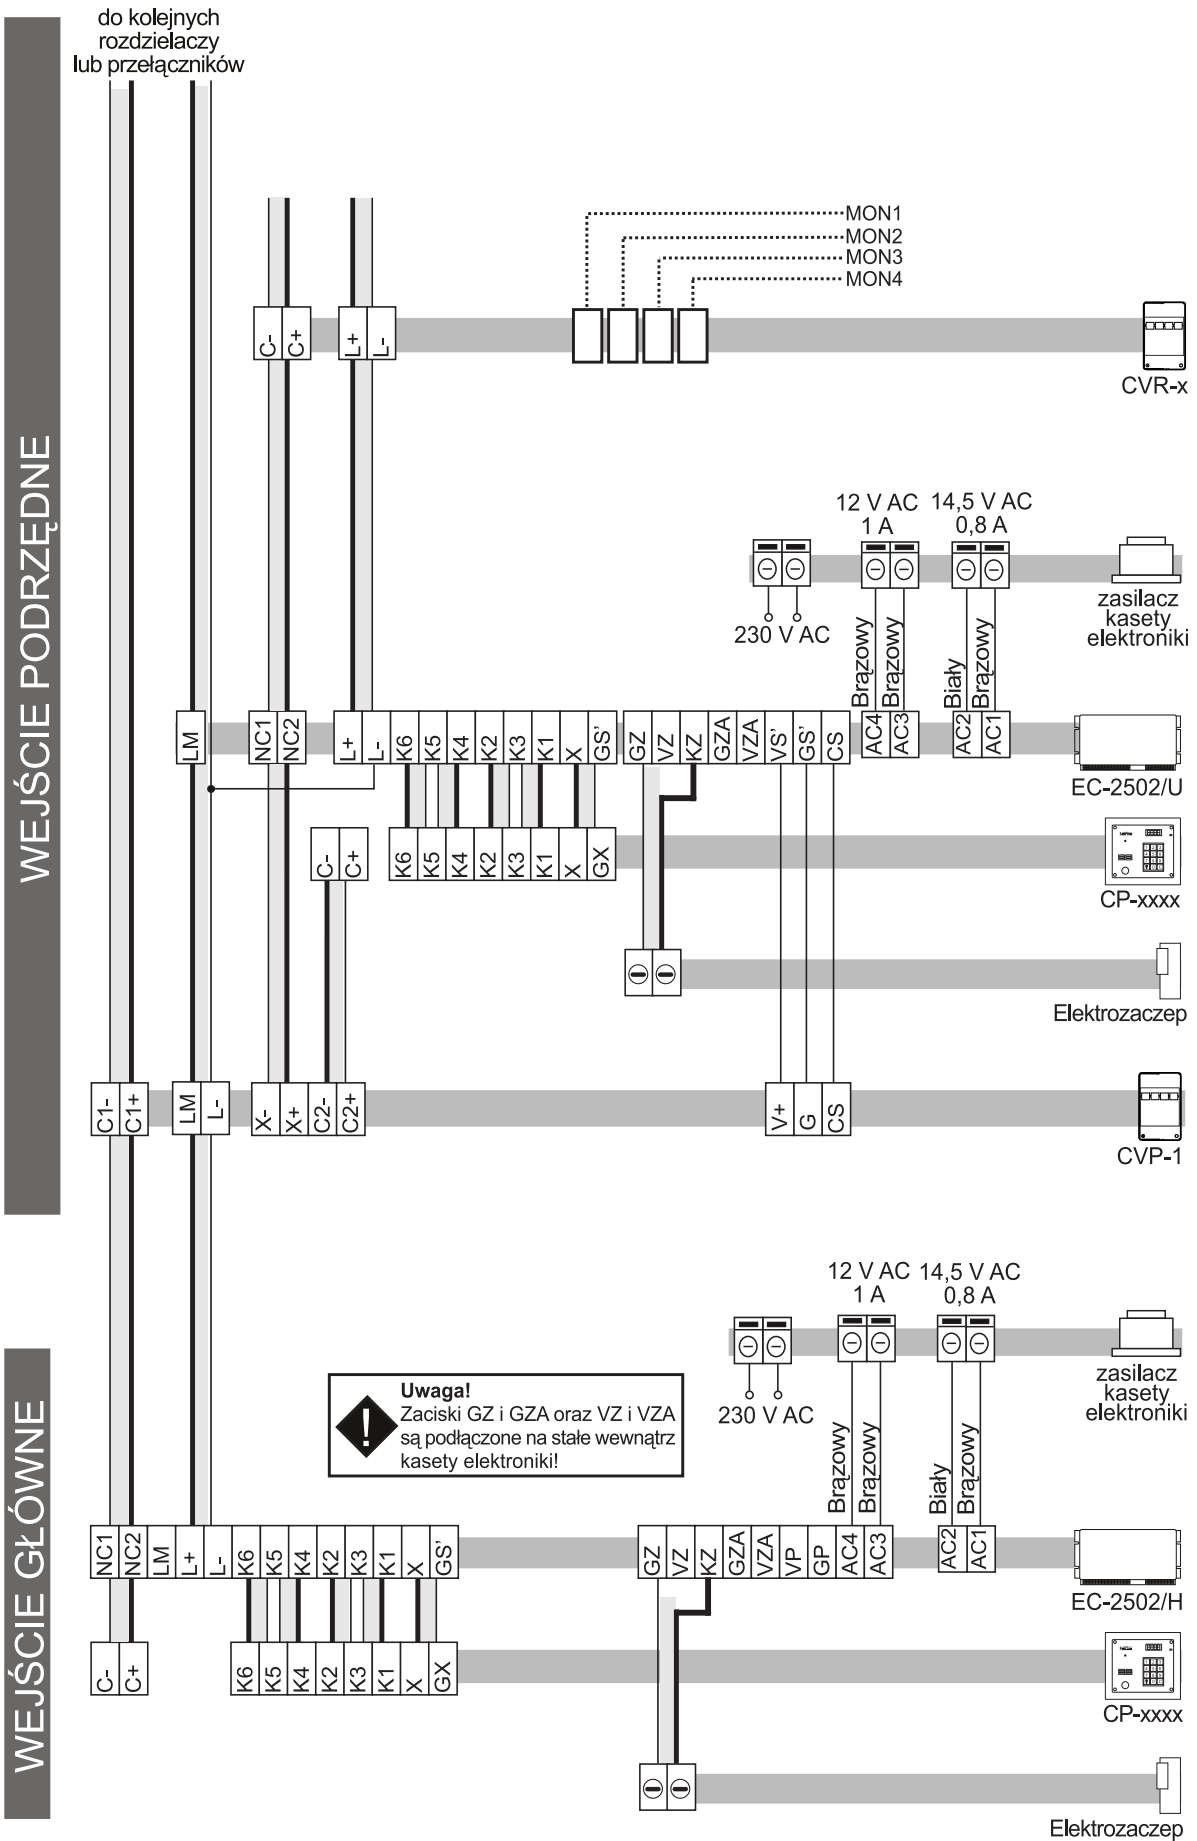 do kolejnych
rozdzielaczy
lub przełączników
WEJŚCIE PODRZĘDNE
MON1
MON2
MON3
MON4
C- C+ L+ L-
CVR-x
12 V AC 14,5 V AC
1 A 0,8 A
230 V AC
Brązowy Brązowy Biały Brązowy
zasilacz
kasety
elektroniki
LM NC1 NC2 L+ L- K6 K5 K4 K2 K3 K1 X GS' GZ VZ KZ GZA VZA VS' GS' CS AC4 AC3 AC2 AC1
EC-2502/U
C- C+ K6 K5 K4 K2 K3 K1 X GX
CP-xxxx
Elektrozaczep
C1- C1+ LM L- X- X+ C2- C2+ V+ G CS
CVP-1
WEJŚCIE GŁÓWNE
12 V AC 14,5 V AC
1 A 0,8 A
230 V AC
Brązowy Brązowy Biały Brązowy
zasilacz
kasety
elektroniki
!
Uwaga!
Zaciski GZ i GZA oraz VZ i VZA
są podłączone na stałe wewnątrz
kasety elektroniki!
NC1 NC2 LM L+ L- K6 K5 K4 K2 K3 K1 X GS' GZ VZ KZ GZA VZA VP GP AC4 AC3 AC2 AC1
EC-2502/H
C- C+ K6 K5 K4 K2 K3 K1 X GX
CP-xxxx
Elektrozaczep